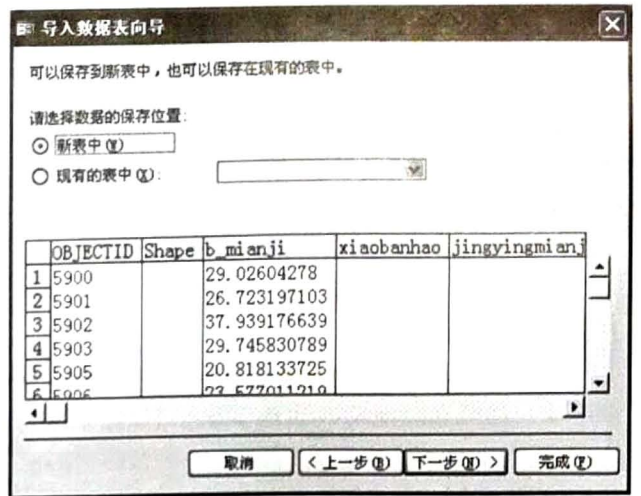 导入数据表向导
可以保存到新表中，也可以保存在现有的表中。
请选择数据的保存位置:
新表中(W)
现有的表中(X):
OBJECTID Shape b_mianji xiaobanhao jingyingmianj
1 5900 29.02604278
2 5901 26.723197103
3 5902 37.939176639
4 5903 29.745830789
5 5905 20.818133725
6 5906 23.577011219
取消 <上一步(B) 下一步(N)> 完成(F)